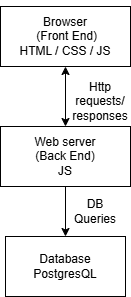 Browser
(Front End)
HTML / CSS / JS
Http
requests/
responses
Web server
(Back End)
JS
DB
Queries
Database
PostgresQL